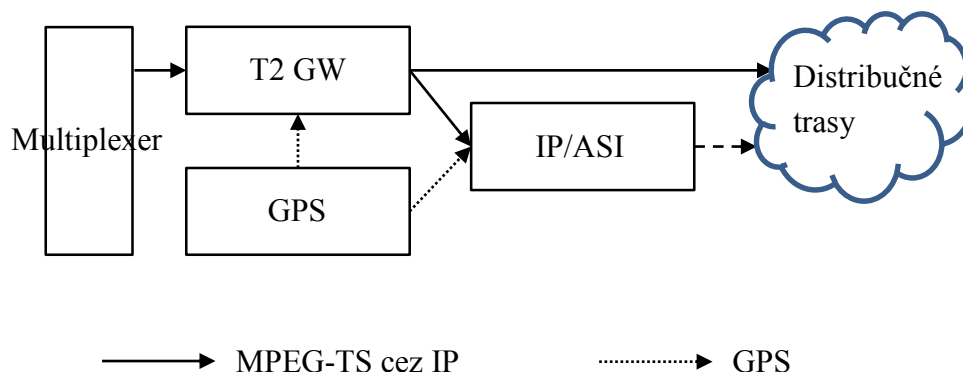 Multiplexer
T2 GW
GPS
IP/ASI
Distribučné
trasy
MPEG-TS cez IP
GPS